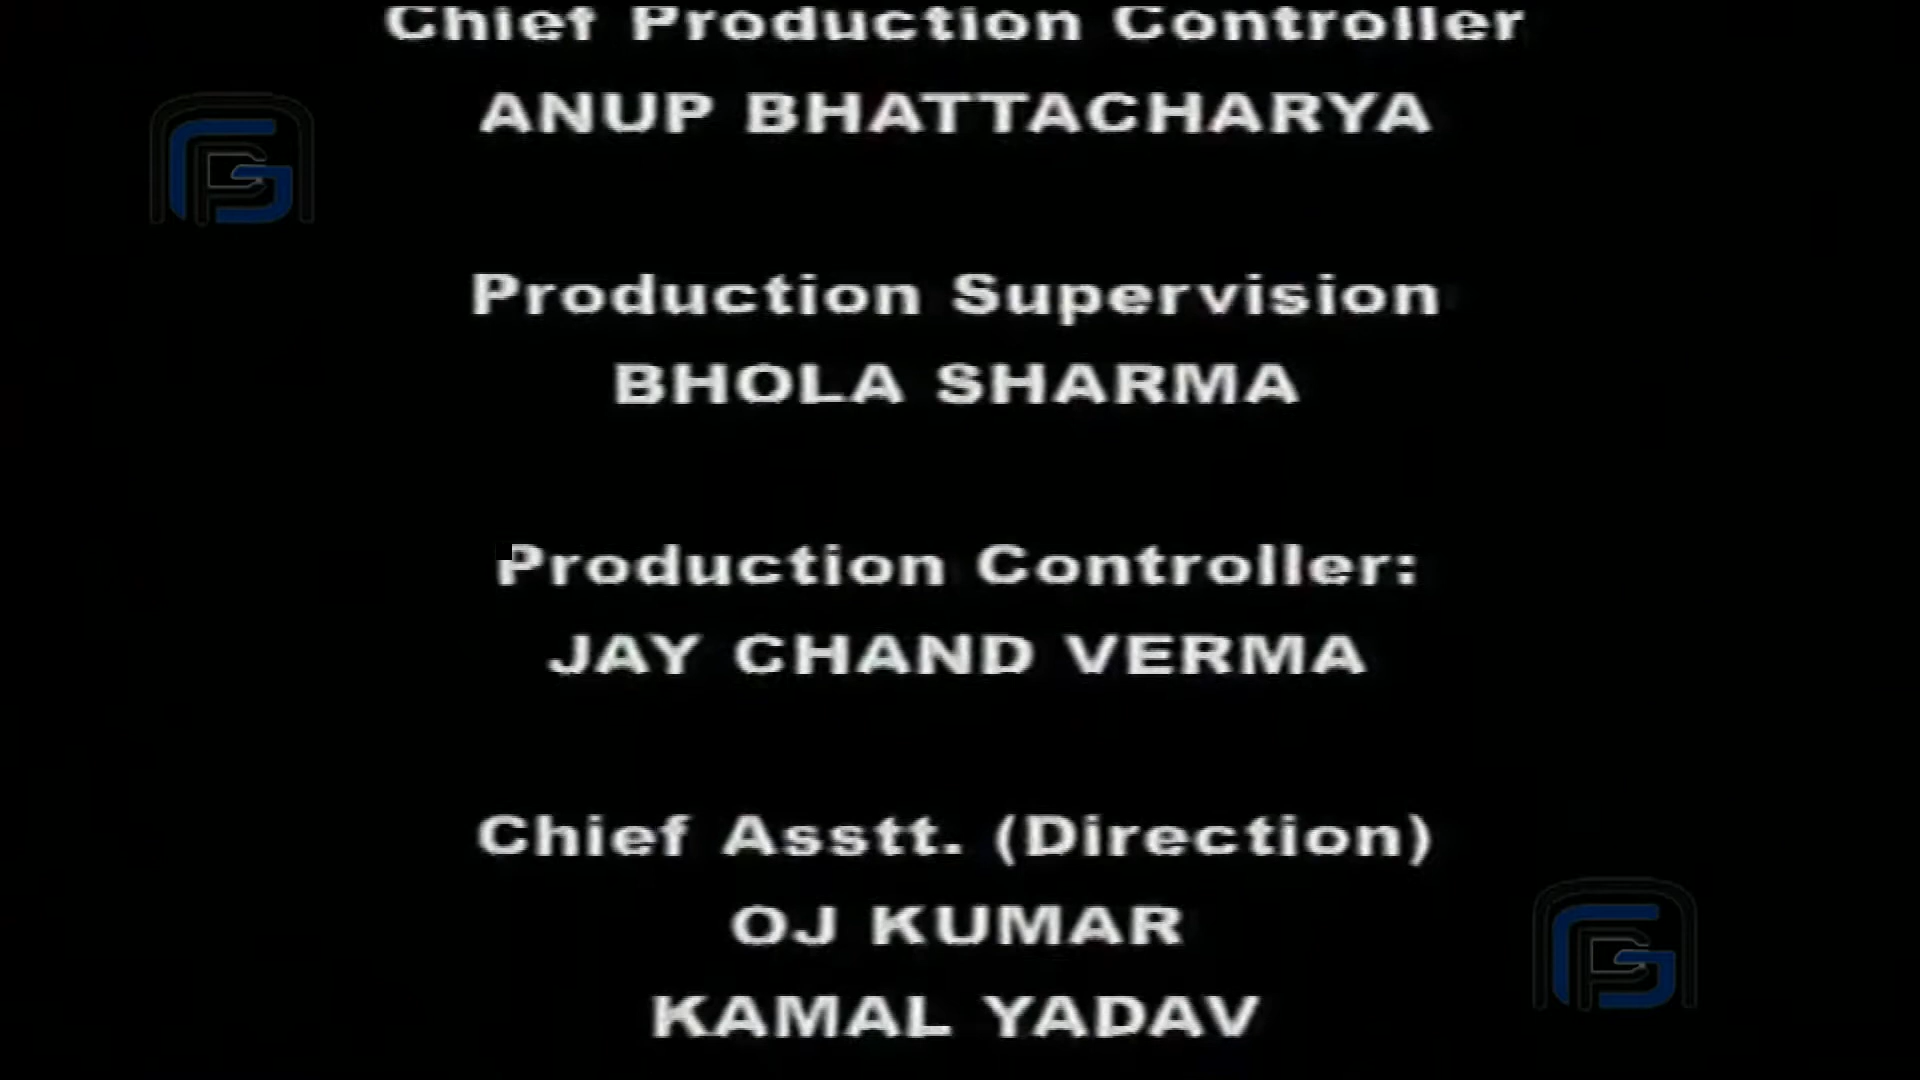 Chief Production Controller
ANUP BHATTACHARYA
Production Supervision
BHOLA SHARMA
Production Controller:
JAY CHAND VERMA
Chief Asstt. (Direction)
OJ KUMAR
KAMAL YADAV